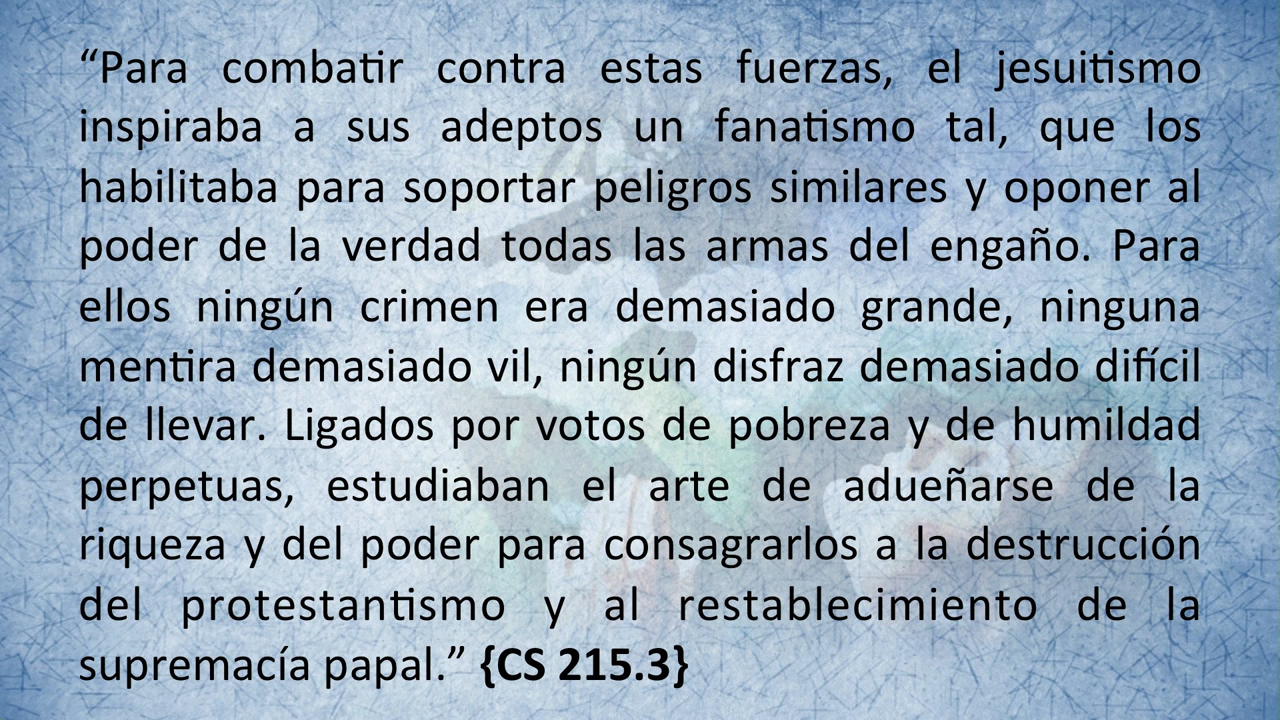 “Para combatir contra estas fuerzas, el jesuitismo
inspiraba a sus adeptos un fanatismo tal, que los
habilitaba para soportar peligros similares y oponer al
poder de la verdad todas las armas del engaño. Para
ellos ningún crimen era demasiado grande, ninguna
mentira demasiado vil, ningún disfraz demasiado difícil
de llevar. Ligados por votos de pobreza y de humildad
perpetuas, estudiaban el arte de adueñarse de la
riqueza y del poder para consagrarlos a la destrucción
del protestantismo y al restablecimiento de la
supremacía papal.” {CS 215.3}